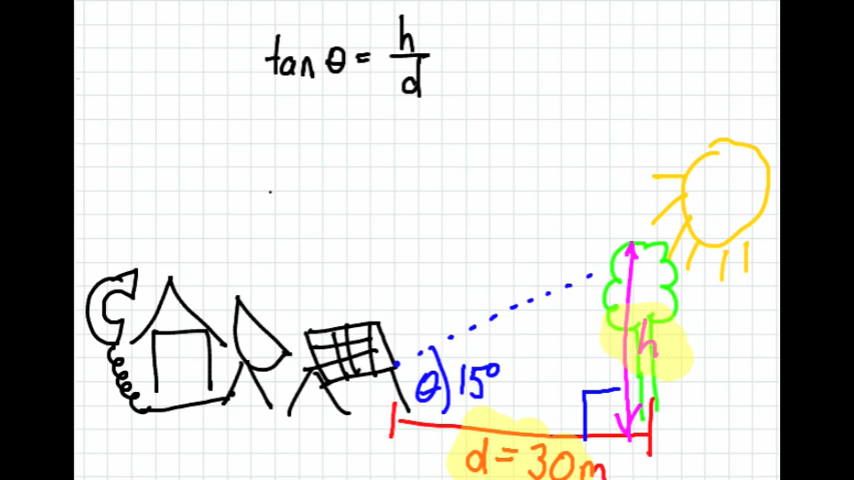 tan θ = h/d
h
θ 15°
d = 30m